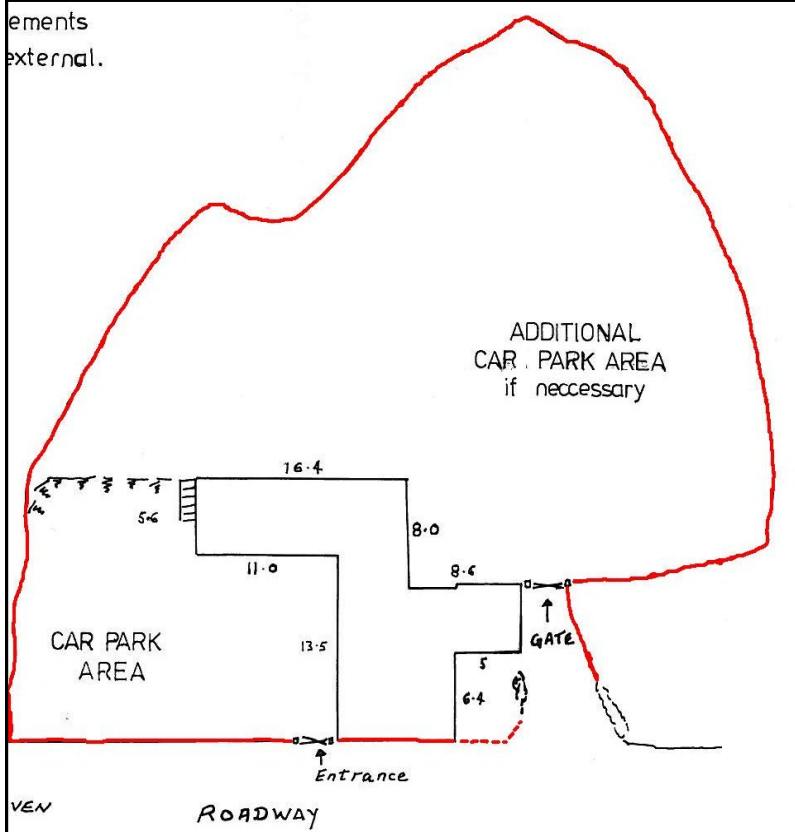 ements
external.
ADDITIONAL
CAR. PARK AREA
if neccessary
16.4
5.6
8.0
11.0
8.6
GATE
CAR PARK
AREA
13.5
5
6.4
Entrance
VEN
ROADWAY